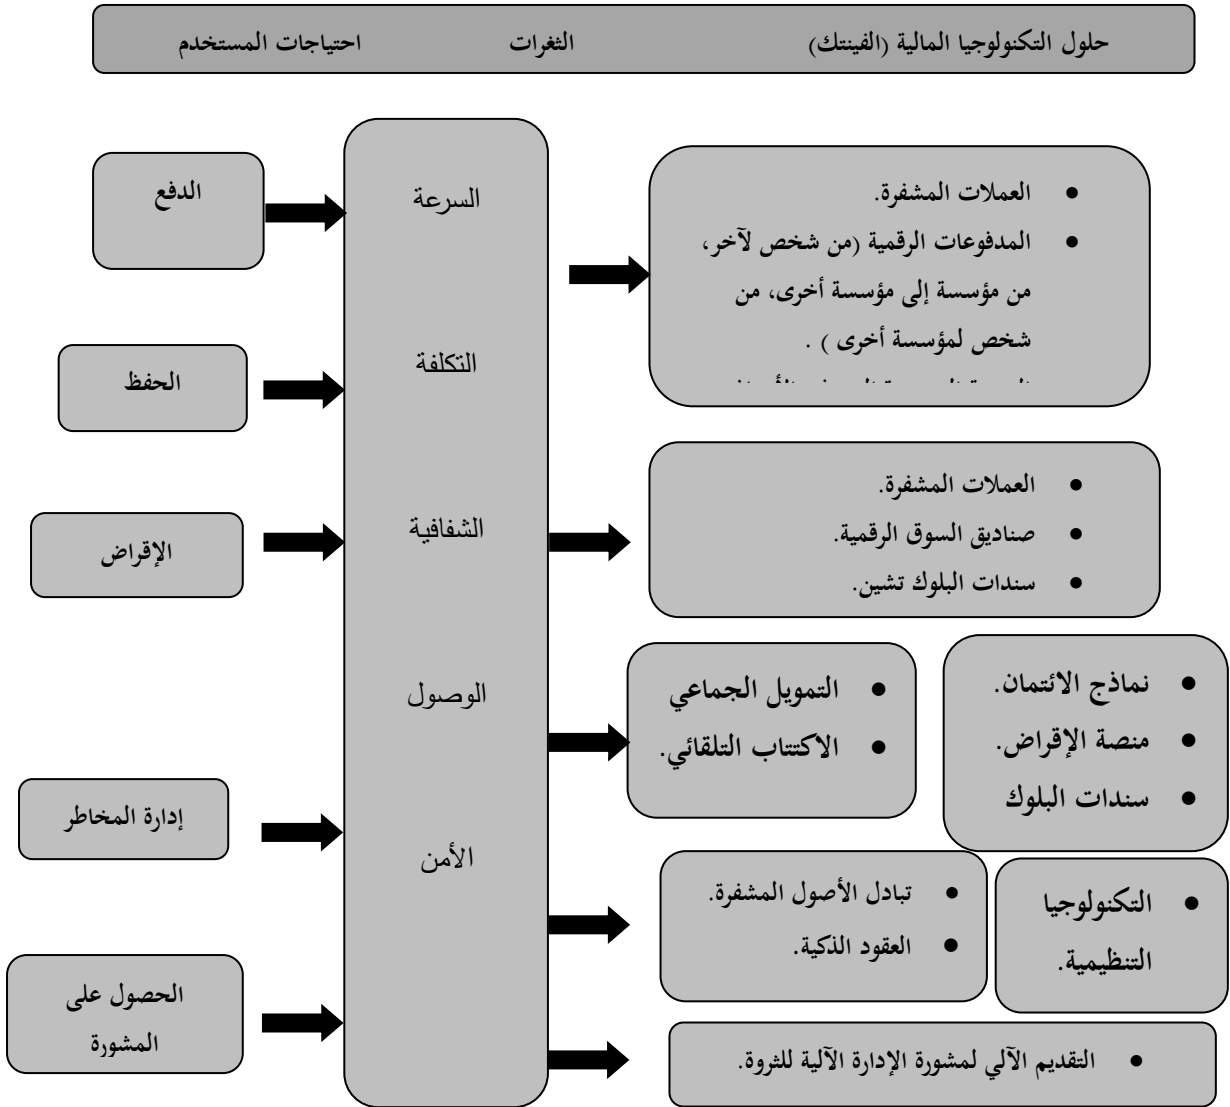 حلول التكنولوجيا المالية (الفينتك) الثغرات احتياجات المستخدم
الدفع
الحفظ
الإقراض
إدارة المخاطر
الحصول على
المشورة
السرعة
التكلفة
الشفافية
الوصول
الأمن
● العملات المشفرة.
● المدفوعات الرقمية (من شخص لآخر،
من مؤسسة إلى مؤسسة أخرى، من
شخص لمؤسسة أخرى ) .
● العملات المشفرة.
● صناديق السوق الرقمية.
● سندات البلوك تشين.
● التمويل الجماعي
● الاكتتاب التلقائي.
● نماذج الائتمان.
● منصة الإقراض.
● سندات البلوك
● تبادل الأصول المشفرة.
● العقود الذكية.
● التكنولوجيا
التنظيمية.
● التقديم الآلي لمشورة الإدارة الآلية للثروة.